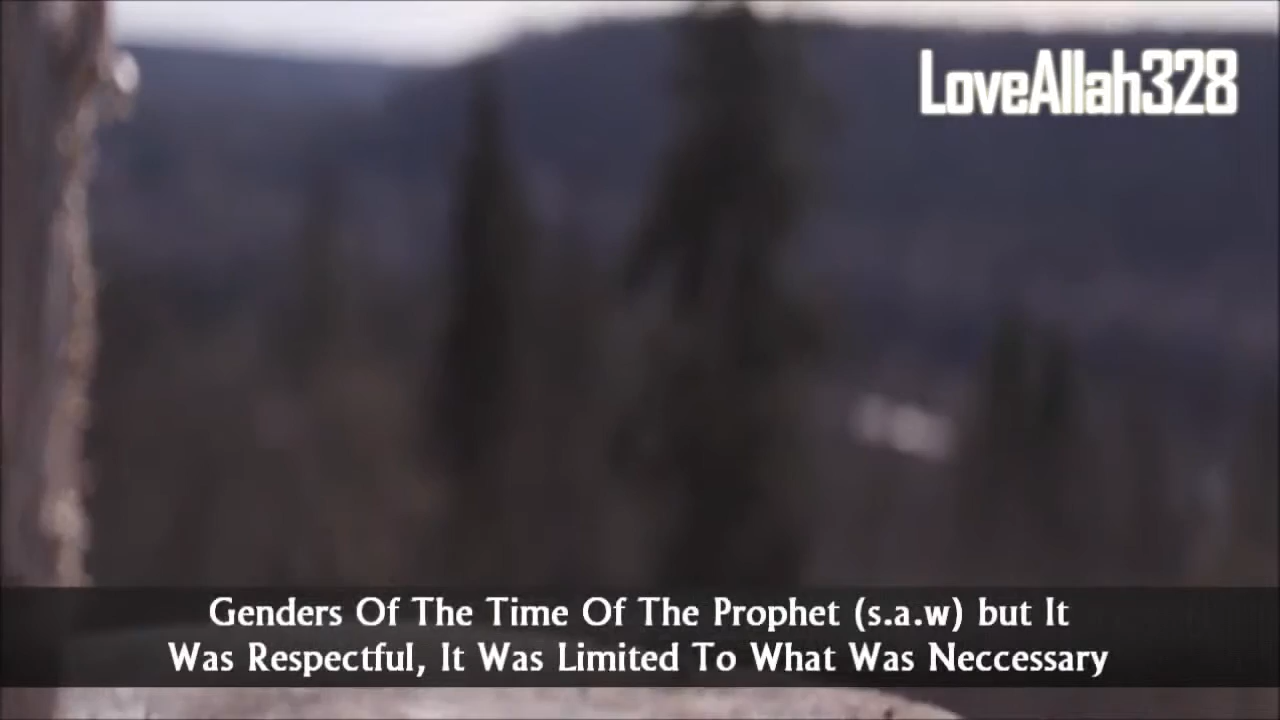 LoveAllah328
Genders Of The Time Of The Prophet (s.a.w) but It
Was Respectful, It Was Limited To What Was Neccessary